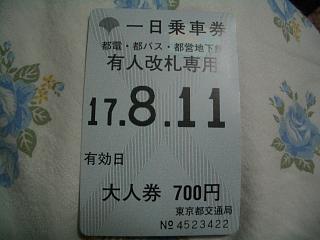 一日乗車券
都電・都バス・都営地下鉄
有人改札専用
17.8.11
有効日
大人券 700円
東京都交通局
№ 4523422